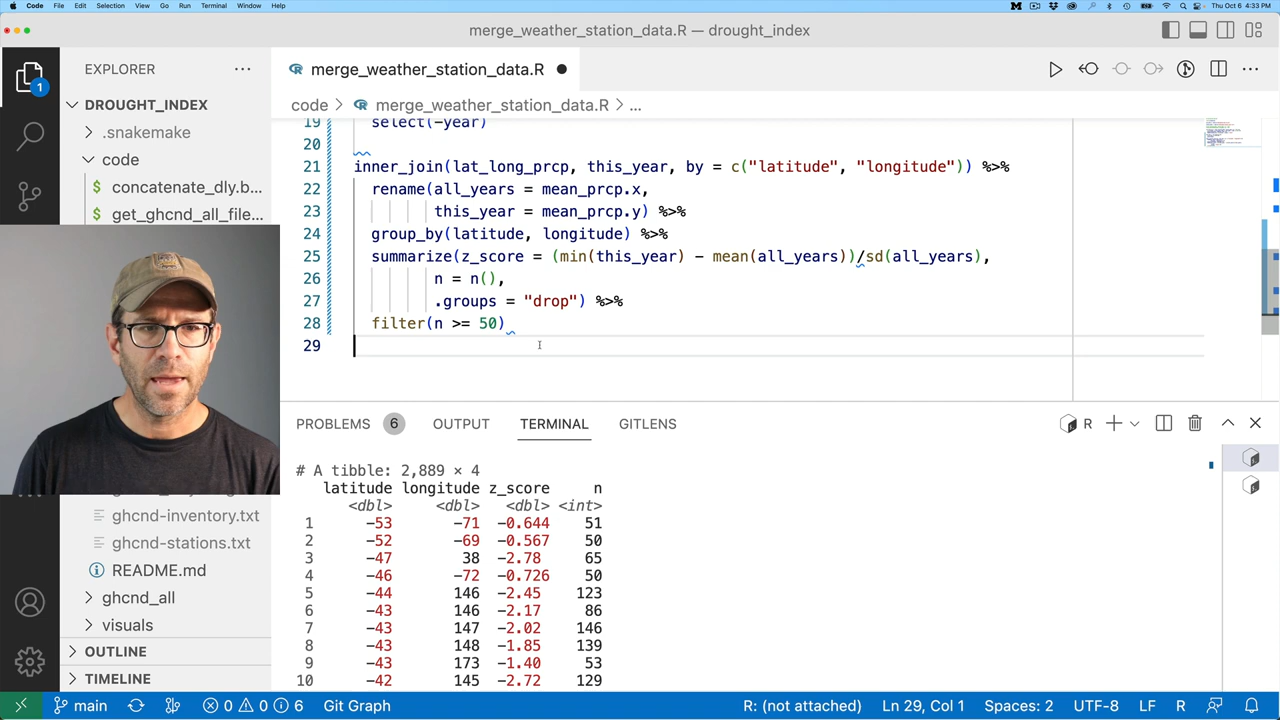 Code File Edit Selection View Go Run Terminal Window Help
Thu Oct 6 4:33 PM
merge_weather_station_data.R — drought_index
EXPLORER
merge_weather_station_data.R
1
DROUGHT_INDEX
code > merge_weather_station_data.R > ...
.snakemake
code
concatenate_dly.b...
get_ghcnd_all_file...
ghcnd-inventory.txt
ghcnd-stations.txt
README.md
ghcnd_all
visuals
OUTLINE
TIMELINE
19 select(-year)
20
21 inner_join(lat_long_prcp, this_year, by = c("latitude", "longitude")) %>%
22 rename(all_years = mean_prcp.x,
23 this_year = mean_prcp.y) %>%
24 group_by(latitude, longitude) %>%
25 summarize(z_score = (min(this_year) - mean(all_years))/sd(all_years),
26 n = n(),
27 .groups = "drop") %>%
28 filter(n >= 50)
29
PROBLEMS 6 OUTPUT TERMINAL GITLENS
R
# A tibble: 2,889 × 4
latitude longitude z_score n
<dbl> <dbl> <dbl> <int>
1 -53 -71 -0.644 51
2 -52 -69 -0.567 50
3 -47 38 -2.78 65
4 -46 -72 -0.726 50
5 -44 146 -2.45 123
6 -43 146 -2.17 86
7 -43 147 -2.02 146
8 -43 148 -1.85 139
9 -43 173 -1.40 53
10 -42 145 -2.72 129
main 0 0 6 Git Graph
R: (not attached) Ln 29, Col 1 Spaces: 2 UTF-8 LF R